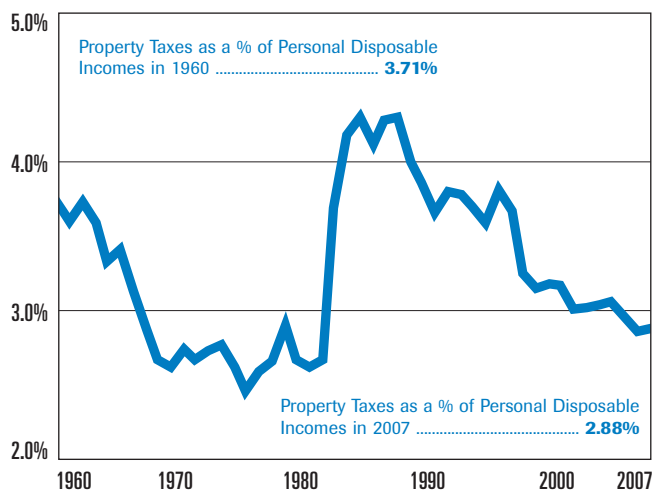 5.0%
Property Taxes as a % of Personal Disposable
Incomes in 1960 .......................................... 3.71%
4.0%
3.0%
Property Taxes as a % of Personal Disposable
Incomes in 2007 .......................................... 2.88%
2.0%
1960 1970 1980 1990 2000 2007